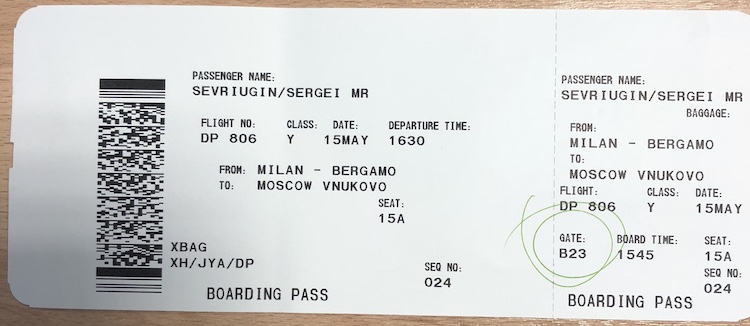 PASSENGER NAME:
SEVRIUGIN/SERGEI MR
FLIGHT NO: CLASS: DATE: DEPARTURE TIME:
DP 806 Y 15MAY 1630
FROM: MILAN - BERGAMO
TO: MOSCOW VNUKOVO
SEAT:
15A
XBAG
XH/JYA/DP
SEQ NO:
024
BOARDING PASS
PASSENGER NAME:
SEVRIUGIN/SERGEI MR
BAGGAGE:
FROM:
MILAN - BERGAMO
TO:
MOSCOW VNUKOVO
FLIGHT: CLASS: DATE:
DP 806 Y 15MAY
GATE: BOARD TIME: SEAT:
B23 1545 15A
SEQ NO:
024
BOARDING PASS